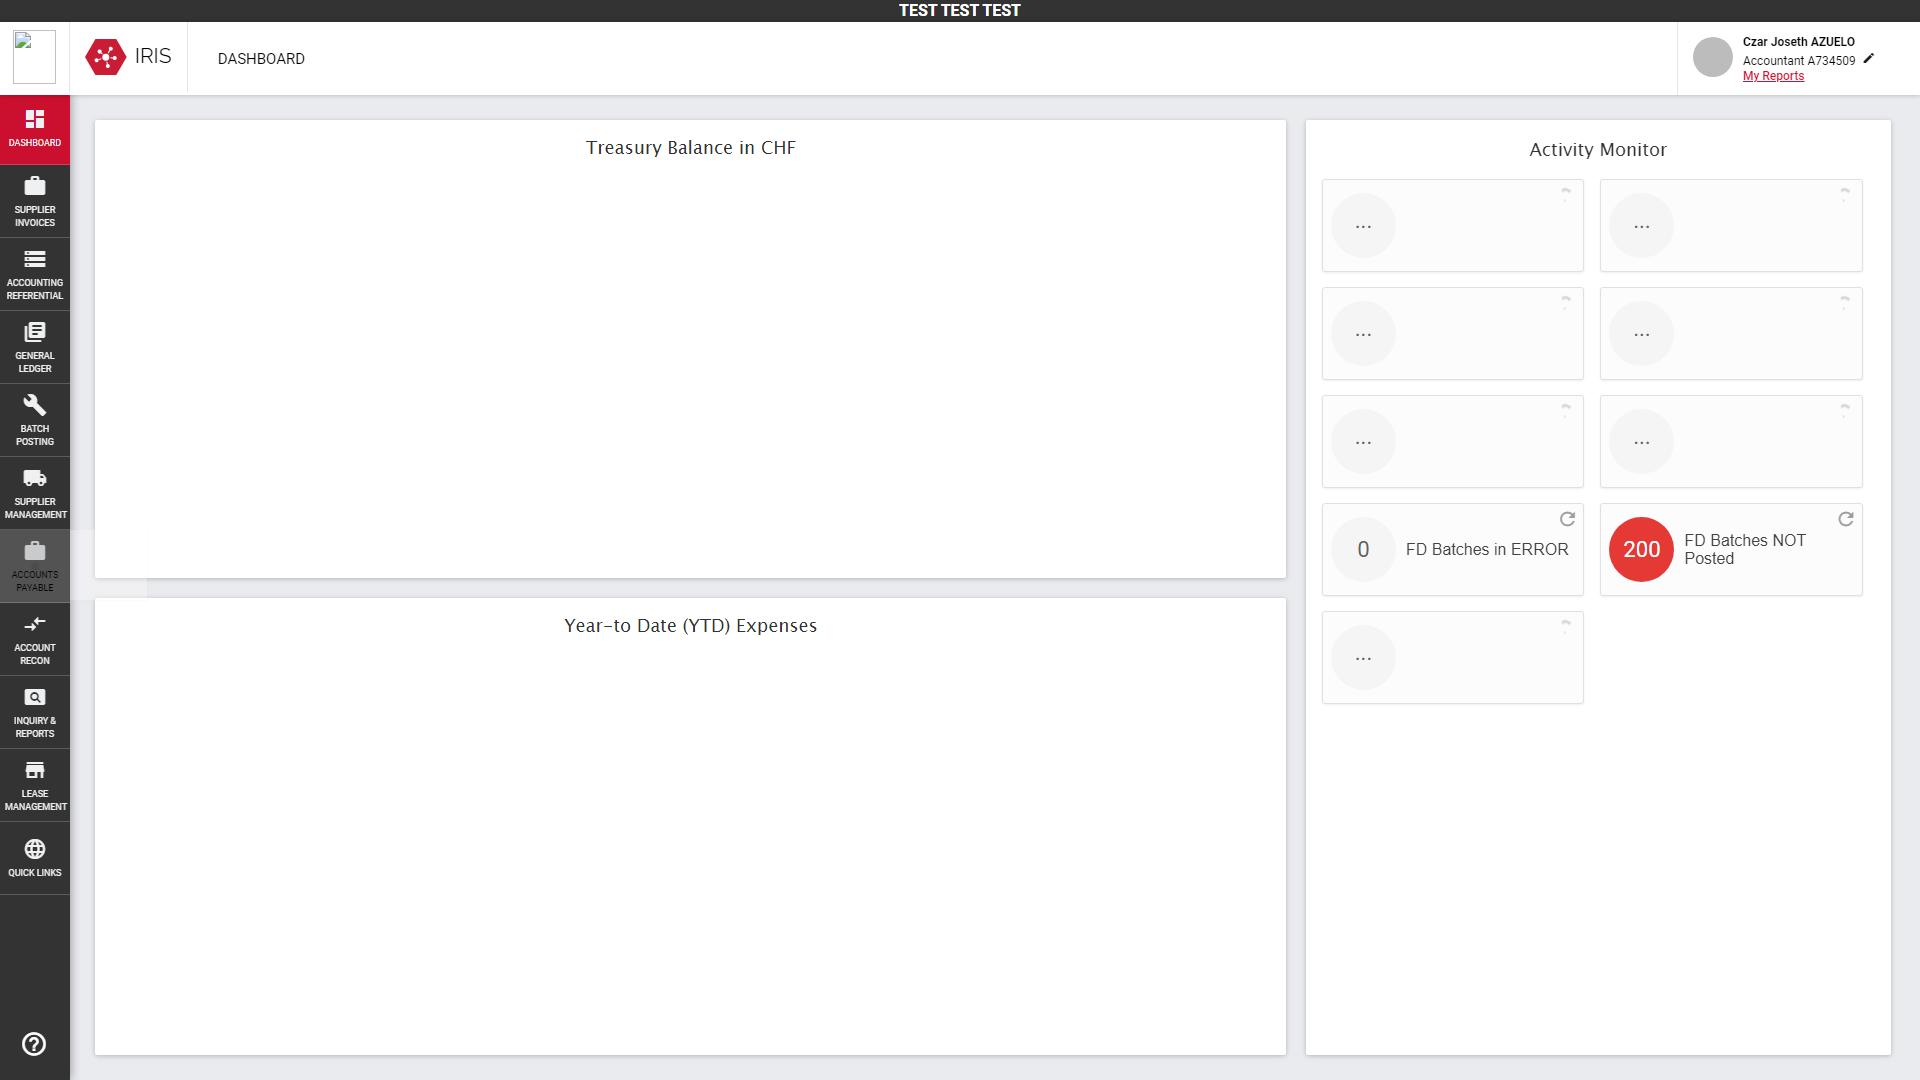 TEST TEST TEST
IRIS
DASHBOARD
Czar Joseth AZUELO
Accountant A734509
My Reports
DASHBOARD
SUPPLIER
INVOICES
ACCOUNTING
REFERENTIAL
GENERAL
LEDGER
BATCH
POSTING
SUPPLIER
MANAGEMENT
ACCOUNTS
PAYABLE
ACCOUNT
RECON
INQUIRY &
REPORTS
LEASE
MANAGEMENT
QUICK LINKS
Treasury Balance in CHF
Year-to Date (YTD) Expenses
Activity Monitor
...
...
...
...
...
...
0
FD Batches in ERROR
200
FD Batches NOT
Posted
...